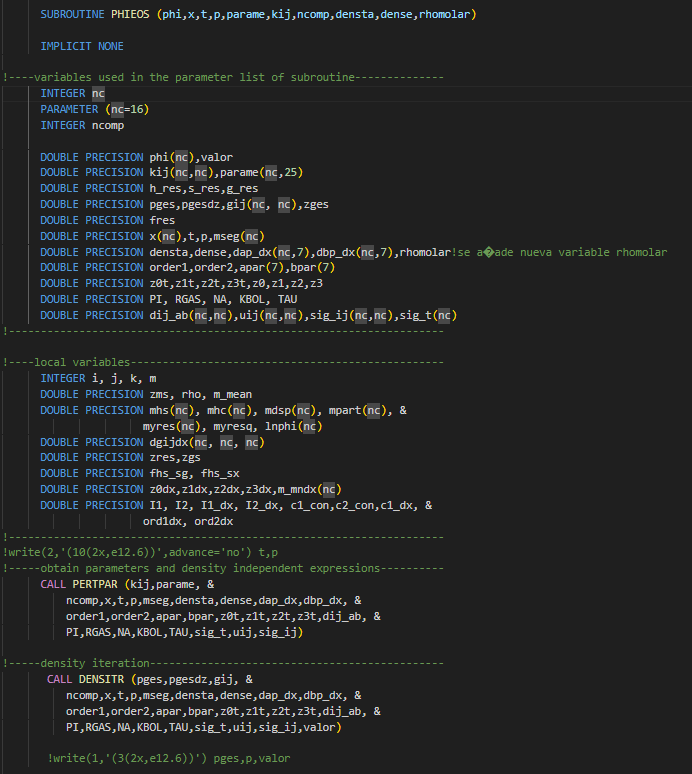 SUBROUTINE PHIEOS (phi,x,t,p,parame,kij,ncomp,densta,dense,rhomolar)
IMPLICIT NONE
!----variables used in the parameter list of subroutine--------------
INTEGER nc
PARAMETER (nc=16)
INTEGER ncomp
DOUBLE PRECISION phi(nc),valor
DOUBLE PRECISION kij(nc,nc),parame(nc,25)
DOUBLE PRECISION h_res,s_res,g_res
DOUBLE PRECISION pges,pgesdz,gij(nc, nc),zges
DOUBLE PRECISION fres
DOUBLE PRECISION x(nc),t,p,mseg(nc)
DOUBLE PRECISION densta,dense,dap_dx(nc,7),dbp_dx(nc,7),rhomolar!se a�ade nueva variable rhomolar
DOUBLE PRECISION order1,order2,apar(7),bpar(7)
DOUBLE PRECISION z0t,z1t,z2t,z3t,z0,z1,z2,z3
DOUBLE PRECISION PI, RGAS, NA, KBOL, TAU
DOUBLE PRECISION dij_ab(nc,nc),uij(nc,nc),sig_ij(nc,nc),sig_t(nc)
!-------------------------------------------------------------------
!----local variables------------------------------------------------
INTEGER i, j, k, m
DOUBLE PRECISION zms, rho, m_mean
DOUBLE PRECISION mhs(nc), mhc(nc), mdsp(nc), mpart(nc), &
myres(nc), myresq, lnphi(nc)
DOUBLE PRECISION dgijdx(nc, nc, nc)
DOUBLE PRECISION zres,zgs
DOUBLE PRECISION fhs_sg, fhs_sx
DOUBLE PRECISION z0dx,z1dx,z2dx,z3dx,m_mndx(nc)
DOUBLE PRECISION I1, I2, I1_dx, I2_dx, c1_con,c2_con,c1_dx, &
ord1dx, ord2dx
!-------------------------------------------------------------------
!write(2,'(10(2x,e12.6))',advance='no') t,p
!-----obtain parameters and density independent expressions----------
CALL PERTPAR (kij,parame, &
ncomp,x,t,p,mseg,densta,dense,dap_dx,dbp_dx, &
order1,order2,apar,bpar,z0t,z1t,z2t,z3t,dij_ab, &
PI,RGAS,NA,KBOL,TAU,sig_t,uij,sig_ij)
!-----density iteration---------------------------------------------
CALL DENSITR (pges,pgesdz,gij, &
ncomp,x,t,p,mseg,densta,dense,dap_dx,dbp_dx, &
order1,order2,apar,bpar,z0t,z1t,z2t,z3t,dij_ab, &
PI,RGAS,NA,KBOL,TAU,sig_t,uij,sig_ij,valor)
!write(1,'(3(2x,e12.6))') pges,p,valor